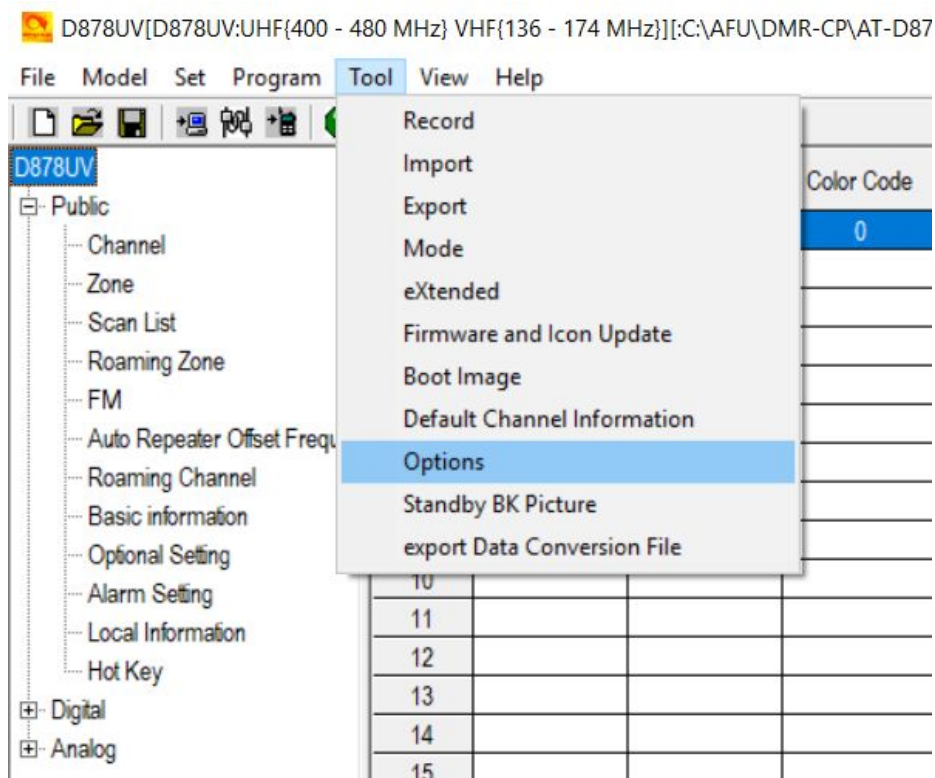 D878UV[D878UV:UHF{400 - 480 MHz} VHF{136 - 174 MHz}][:C:\AFU\DMR-CP\AT-D87
File Model Set Program Tool View Help
D878UV
Public
Channel
Zone
Scan List
Roaming Zone
FM
Auto Repeater Offset Frequ
Roaming Channel
Basic information
Optional Setting
Alarm Setting
Local Information
Hot Key
Digital
Analog
Record
Import
Export
Mode
eXtended
Firmware and Icon Update
Boot Image
Default Channel Information
Options
Standby BK Picture
export Data Conversion File
Color Code
0
10
11
12
13
14
15